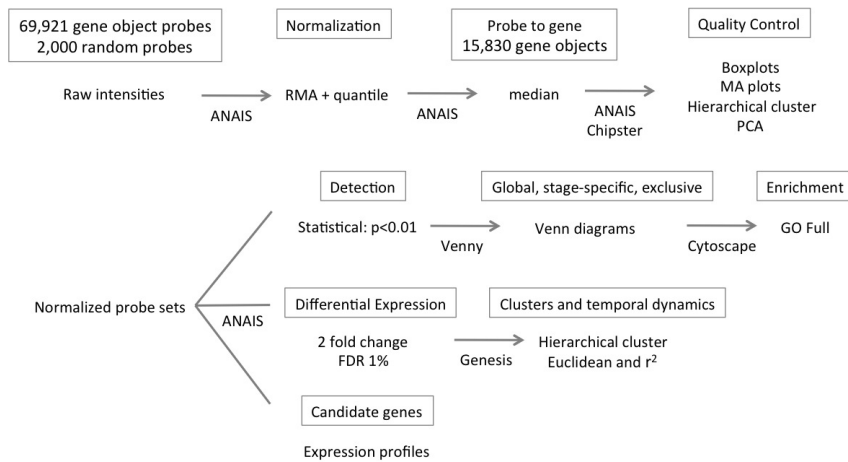 69,921 gene object probes
2,000 random probes
Normalization
Probe to gene
15,830 gene objects
Quality Control
Raw intensities
ANAIS
RMA + quantile
ANAIS
median
ANAIS
Chipster
Boxplots
MA plots
Hierarchical cluster
PCA
Detection
Global, stage-specific, exclusive
Enrichment
Statistical: p<0.01
Venny
Venn diagrams
Cytoscape
GO Full
Normalized probe sets
ANAIS
Differential Expression
Clusters and temporal dynamics
2 fold change
FDR 1%
Genesis
Hierarchical cluster
Euclidean and r²
Candidate genes
Expression profiles